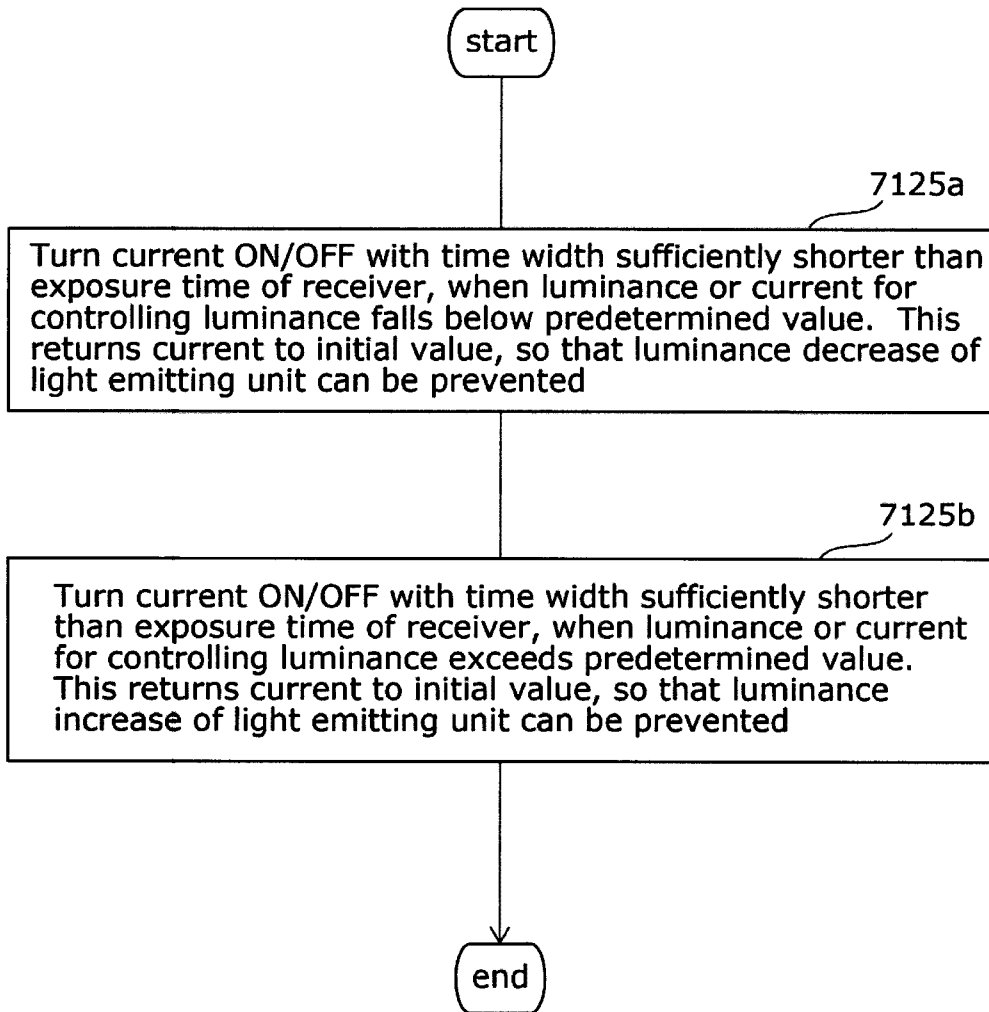 start
7125a
Turn current ON/OFF with time width sufficiently shorter than
exposure time of receiver, when luminance or current for
controlling luminance falls below predetermined value.  This
returns current to initial value, so that luminance decrease of
light emitting unit can be prevented
7125b
Turn current ON/OFF with time width sufficiently shorter
than exposure time of receiver, when luminance or current
for controlling luminance exceeds predetermined value.
This returns current to initial value, so that luminance
increase of light emitting unit can be prevented
end